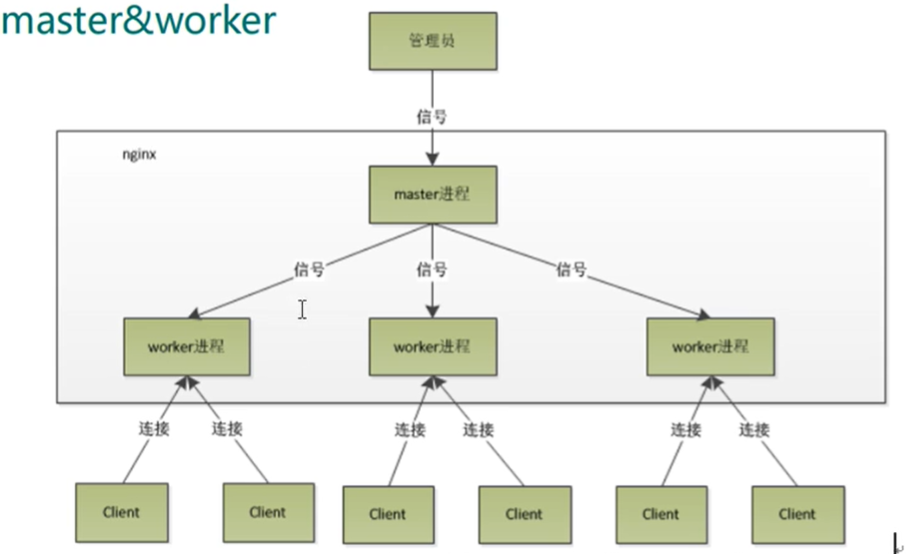 master&worker
管理员
信号
nginx
master进程
信号
信号
信号
worker进程
worker进程
worker进程
连接
连接
连接
连接
连接
连接
Client
Client
Client
Client
Client
Client